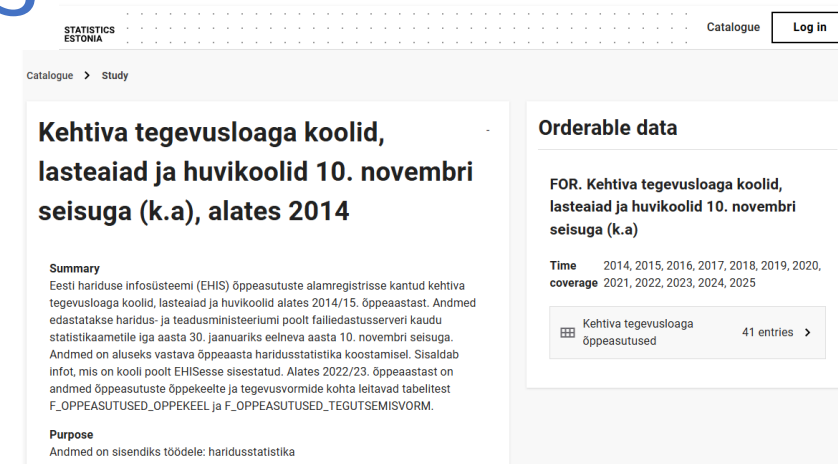 STATISTICS
ESTONIA
Catalogue
Log in
Catalogue > Study
Kehtiva tegevusloaga koolid,
lasteaiad ja huvikoolid 10. novembri
seisuga (k.a), alates 2014
-
Summary
Eesti hariduse infosüsteemi (EHIS) õppeasutuste alamregistrisse kantud kehtiva
tegevusloaga koolid, lasteaiad ja huvikoolid alates 2014/15. õppeaastast. Andmed
edastatakse haridus- ja teadusministeeriumi poolt failiedastusserveri kaudu
statistikaametile iga aasta 30. jaanuariks eelneva aasta 10. novembri seisuga.
Andmed on aluseks vastava õppeaasta haridusstatistika koostamisel. Sisaldab
infot, mis on kooli poolt EHISesse sisestatud. Alates 2022/23. õppeaastast on
andmed õppeasutuste õppekeelte ja tegevusvormide kohta leitavad tabelitest
F_OPPEASUTUSED_OPPEKEEL ja F_OPPEASUTUSED_TEGUTSEMISVORM.
Purpose
Andmed on sisendiks töödele: haridusstatistika
Orderable data
FOR. Kehtiva tegevusloaga koolid,
lasteaiad ja huvikoolid 10. novembri
seisuga (k.a)
Time 2014, 2015, 2016, 2017, 2018, 2019, 2020,
coverage 2021, 2022, 2023, 2024, 2025
Kehtiva tegevusloaga
õppeasutused
41 entries >